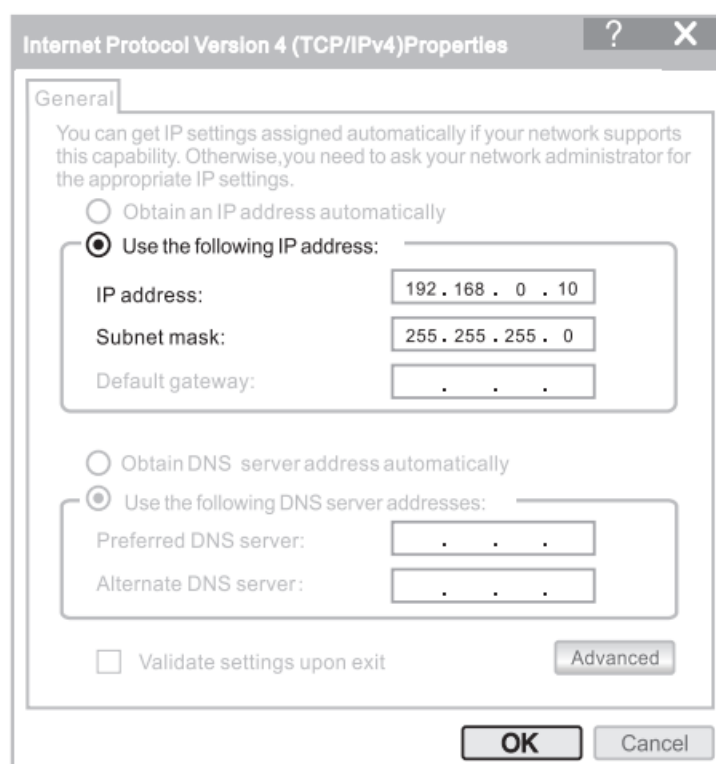 Internet Protocol Version 4 (TCP/IPv4)Properties ? X
General
You can get IP settings assigned automatically if your network supports
this capability. Otherwise,you need to ask your network administrator for
the appropriate IP settings.
Obtain an IP address automatically
Use the following IP address:
IP address: 192 . 168 . 0 . 10
Subnet mask: 255 . 255 . 255 . 0
Default gateway: . . .
Obtain DNS server address automatically
Use the following DNS server addresses:
Preferred DNS server: . . .
Alternate DNS server: . . .
Validate settings upon exit Advanced
OK Cancel